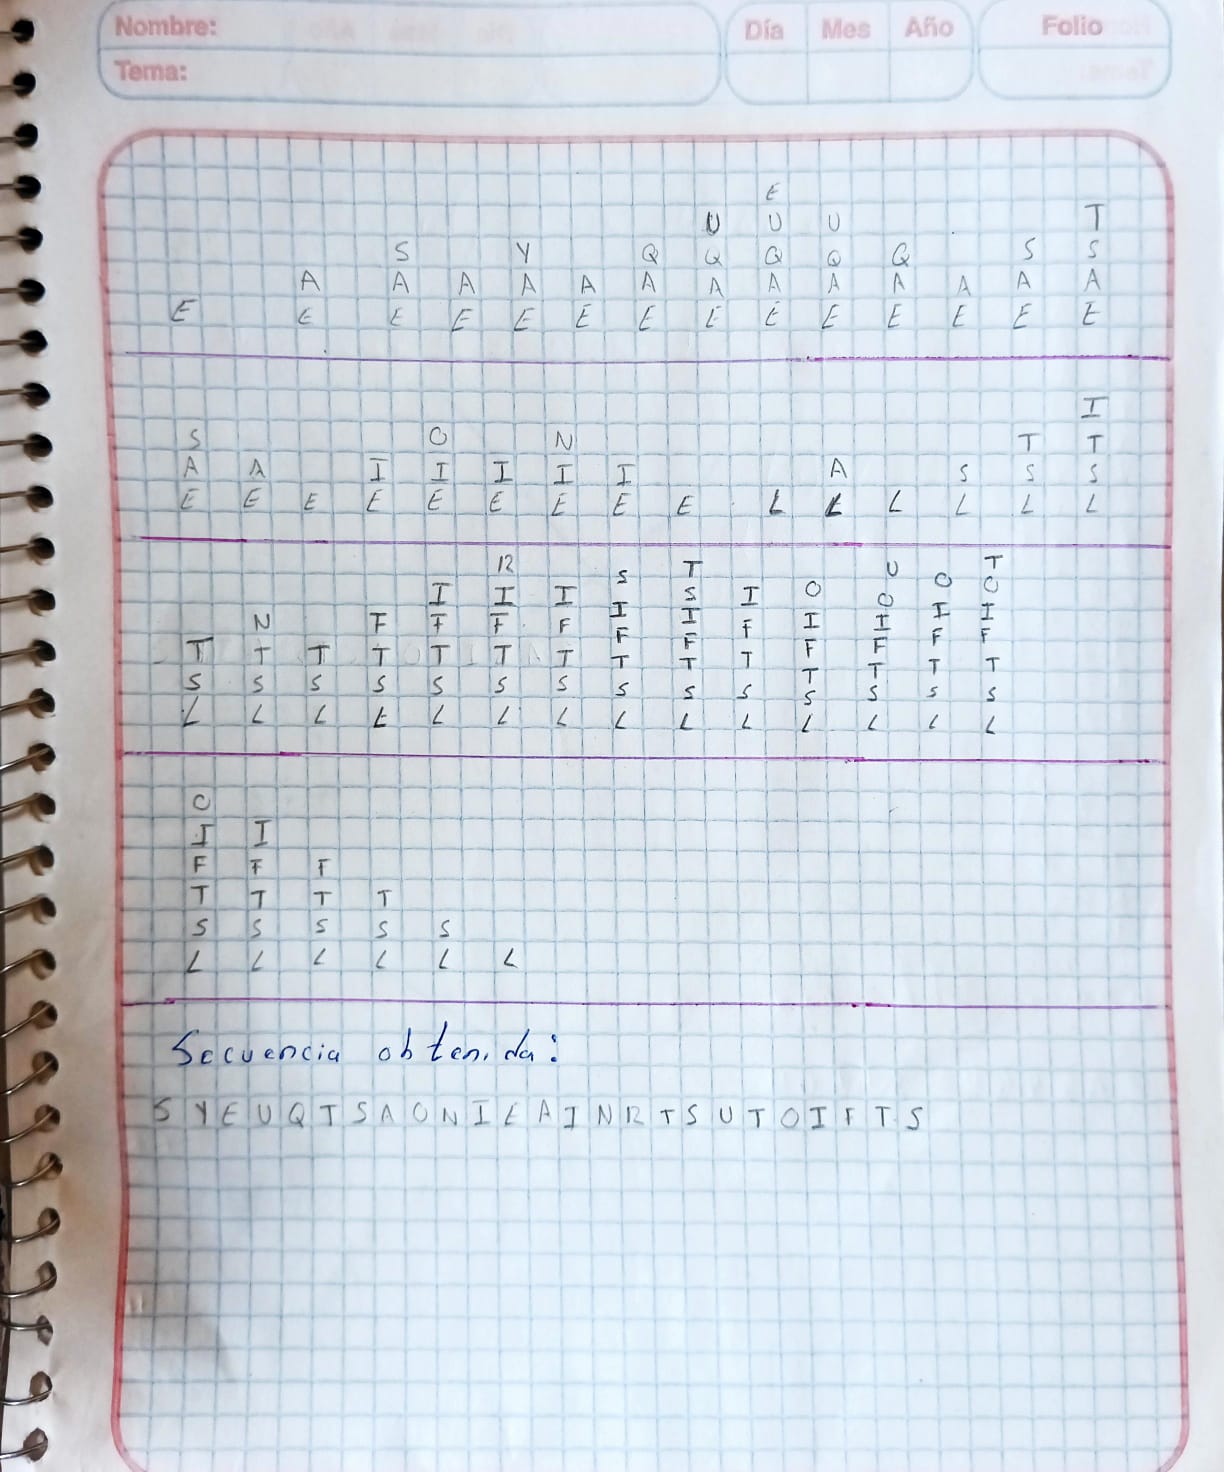 Nombre: Día Mes Año Folio
Tema:
E
U U U T
S Y Q Q Q Q Q S S
A A A A A A A A A A A A A
E E E E E E E E E E E E E E
I
S O N T T
A A I I I I I A S S S
E E E E E E E E E L L L L L L
T U T
R S S O O O O
I I I I I I I I I I
N F F F F F F F F F F F
T T T T T T T T T T T T T T
S S S S S S S S S S S S S S
L L L L L L L L L L L L L L
O
I I
F F F
T T T T
S S S S S
L L L L L L
Secuencia obtenida:
S Y E U Q T S A O N I E A I N R T S U T O I F T S